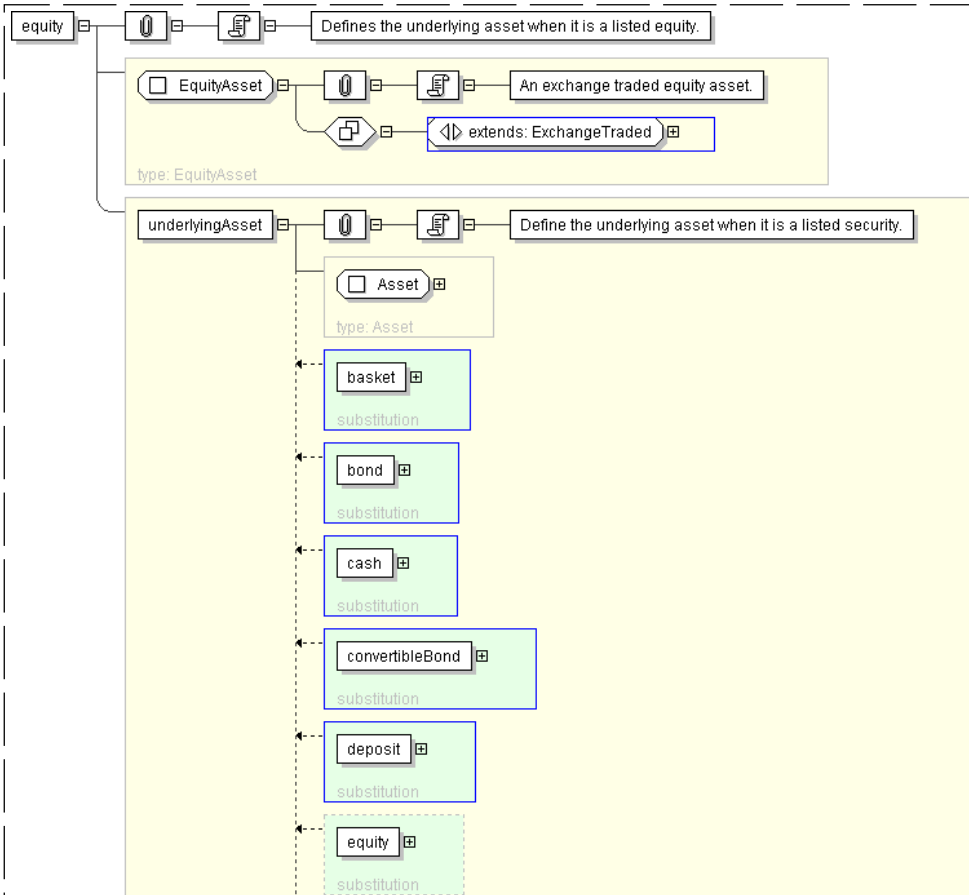 equity
Defines the underlying asset when it is a listed equity.
EquityAsset
An exchange traded equity asset.
extends: ExchangeTraded
type: EquityAsset
underlyingAsset
Define the underlying asset when it is a listed security.
Asset
type: Asset
basket
substitution
bond
substitution
cash
substitution
convertibleBond
substitution
deposit
substitution
equity
substitution